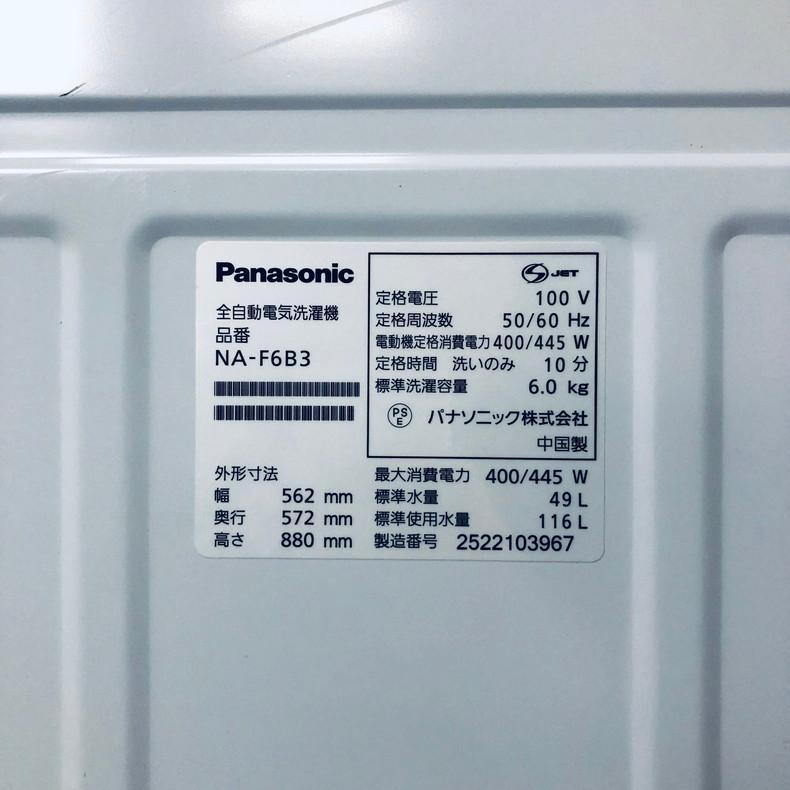 Panasonic
全自動電気洗濯機
品番
NA-F6B3
JET
定格電圧 100 V
定格周波数 50/60 Hz
電動機定格消費電力 400/445 W
定格時間 洗いのみ 10 分
標準洗濯容量 6.0 kg
PS
E
パナソニック株式会社
中国製
外形寸法
幅 562 mm
奥行 572 mm
高さ 880 mm
最大消費電力 400/445 W
標準水量 49 L
標準使用水量 116 L
製造番号 2522103967